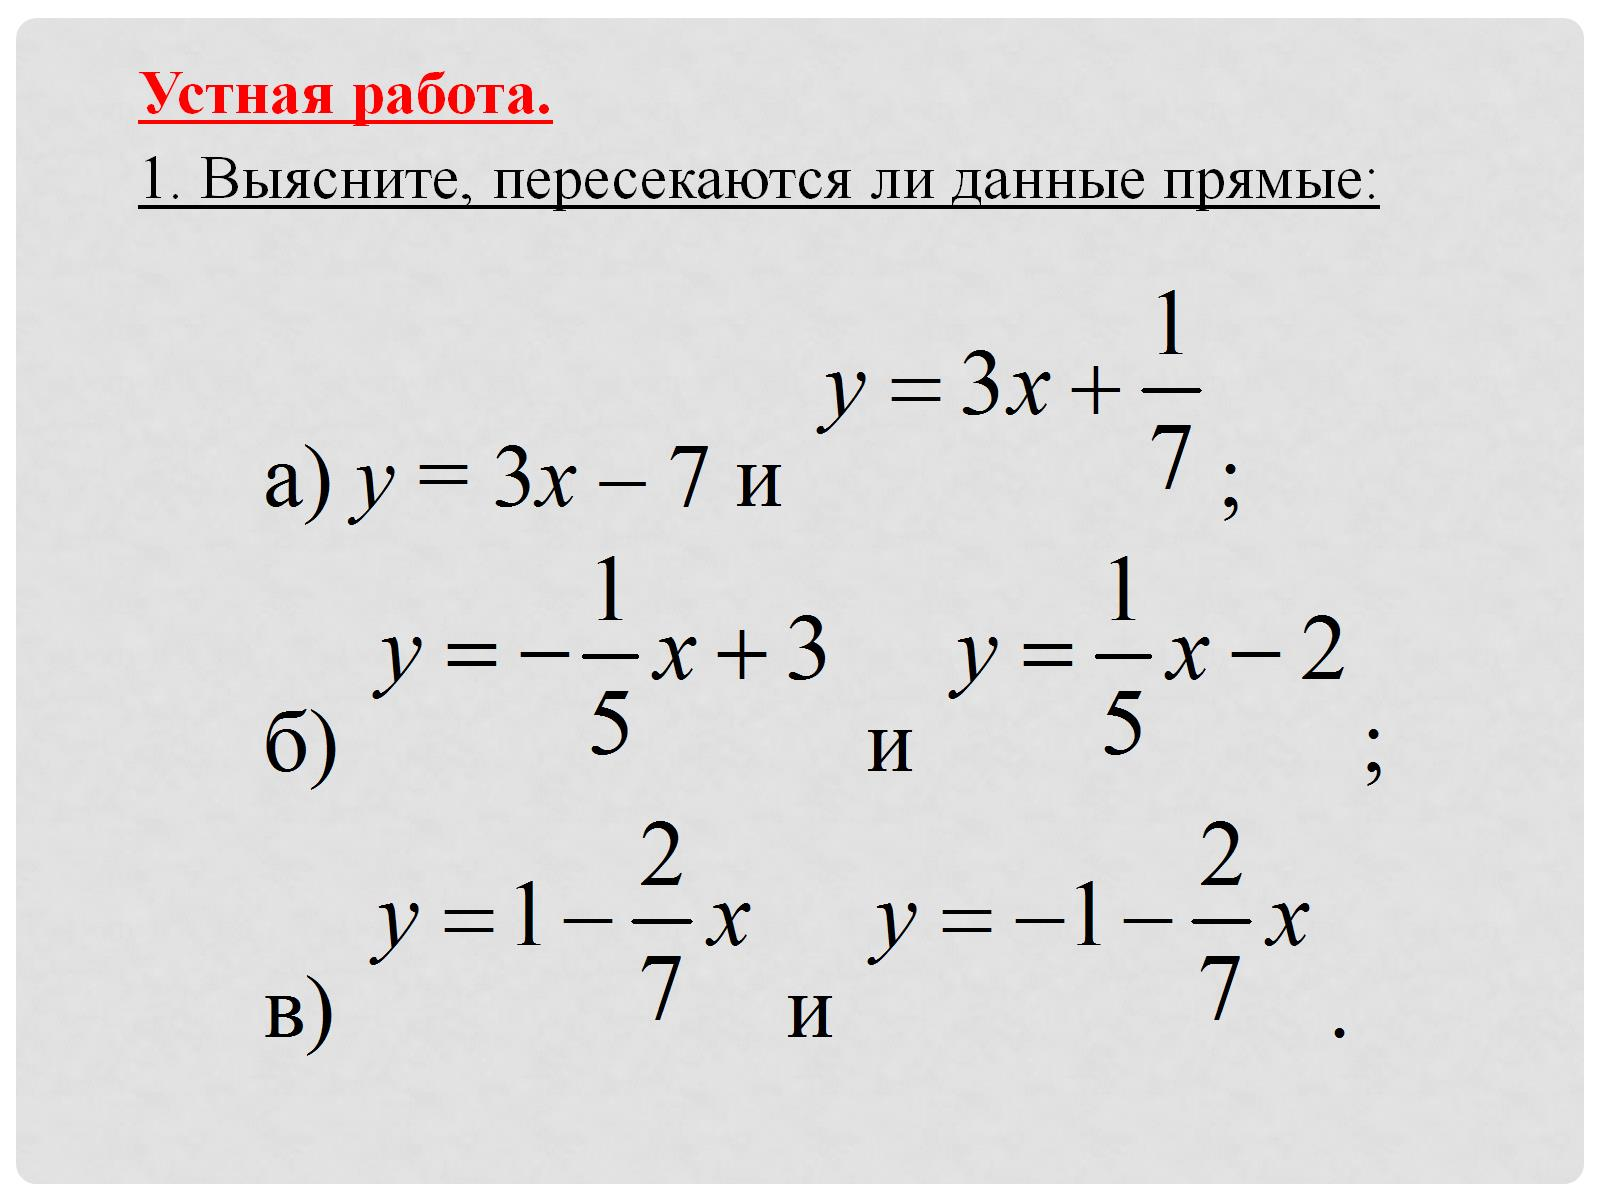 Устная работа.
1. Выясните, пересекаются ли данные прямые:
а) y = 3x – 7 и y = 3x + 1/7 ;
б) y = – 1/5 x + 3 и y = 1/5 x – 2 ;
в) y = 1 – 2/7 x и y = –1 – 2/7 x .